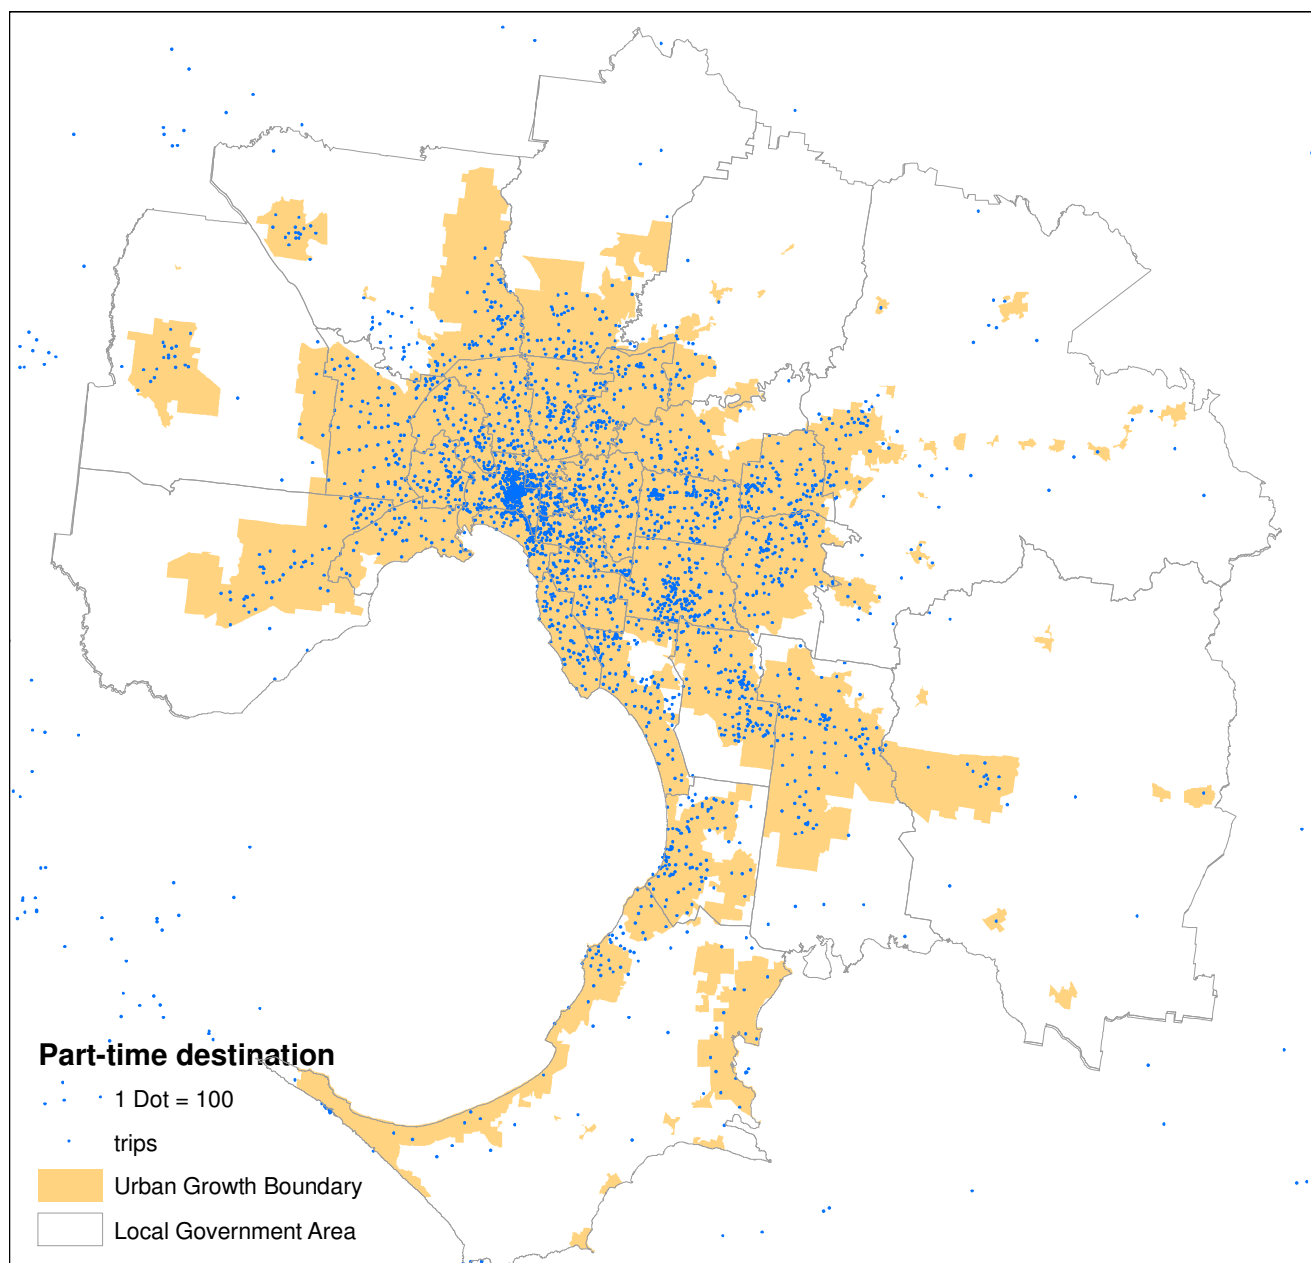 Part-time destination
1 Dot = 100
trips
Urban Growth Boundary
Local Government Area